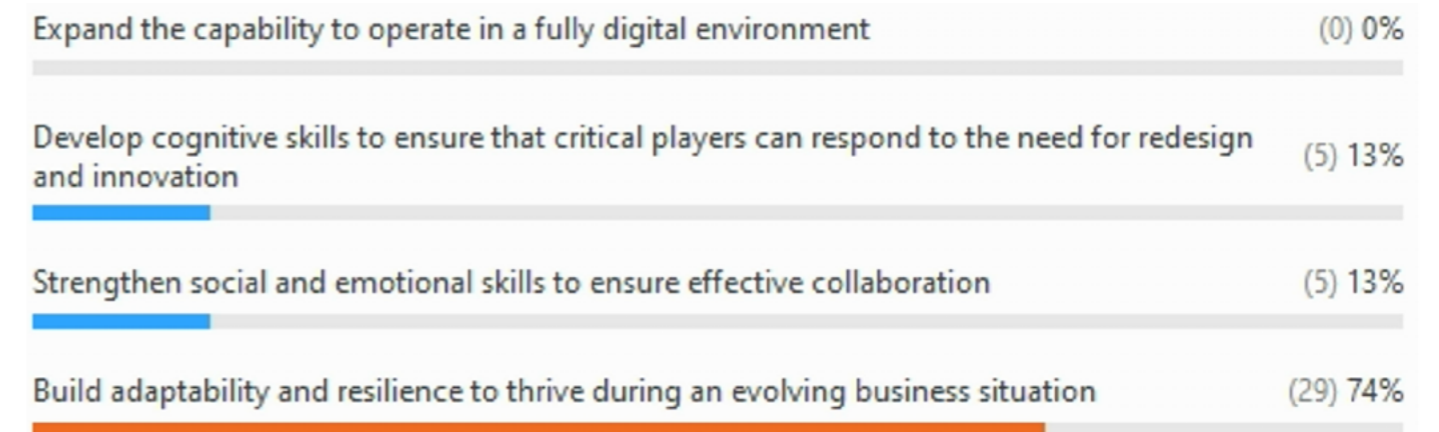 Expand the capability to operate in a fully digital environment (0) 0%
Develop cognitive skills to ensure that critical players can respond to the need for redesign
and innovation (5) 13%
Strengthen social and emotional skills to ensure effective collaboration (5) 13%
Build adaptability and resilience to thrive during an evolving business situation (29) 74%